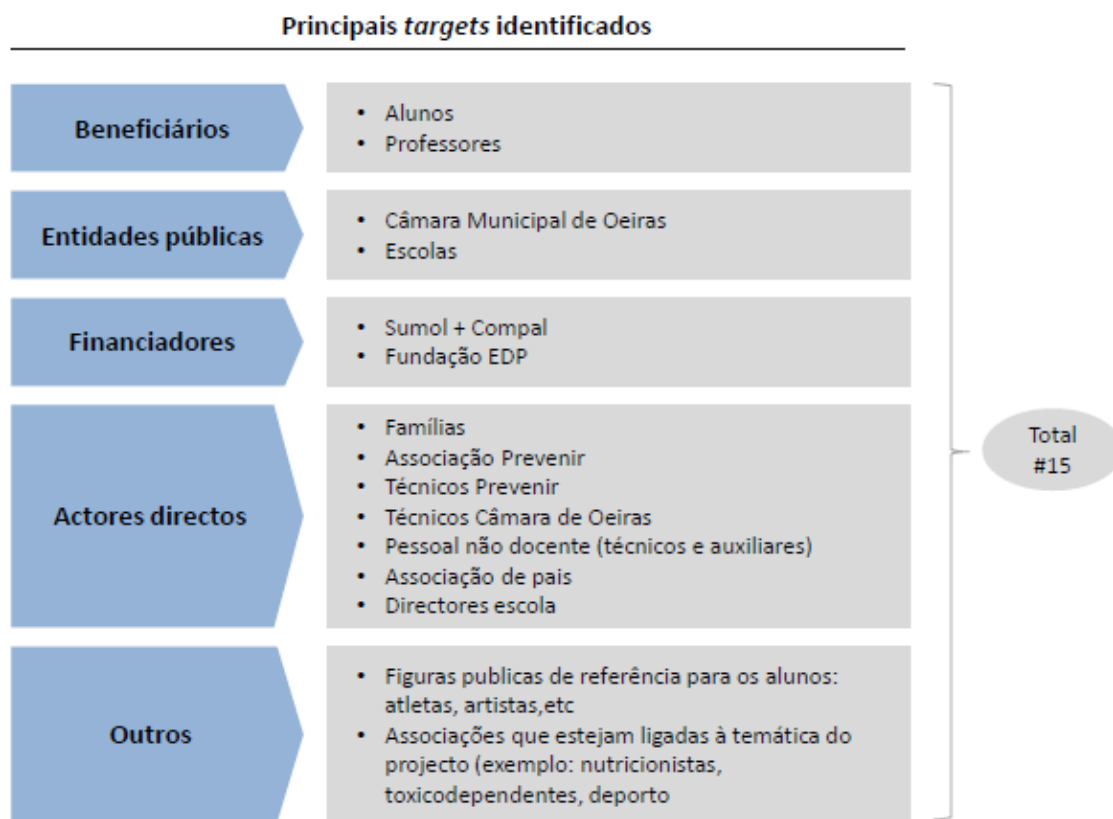 Principais targets identificados
Beneficiários
• Alunos
• Professores
Entidades públicas
• Câmara Municipal de Oeiras
• Escolas
Financiadores
• Sumol + Compal
• Fundação EDP
Actores directos
• Famílias
• Associação Prevenir
• Técnicos Prevenir
• Técnicos Câmara de Oeiras
• Pessoal não docente (técnicos e auxiliares)
• Associação de pais
• Directores escola
Outros
• Figuras publicas de referência para os alunos:
atletas, artistas,etc
• Associações que estejam ligadas à temática do
projecto (exemplo: nutricionistas,
toxicodependentes, deporto
Total
#15